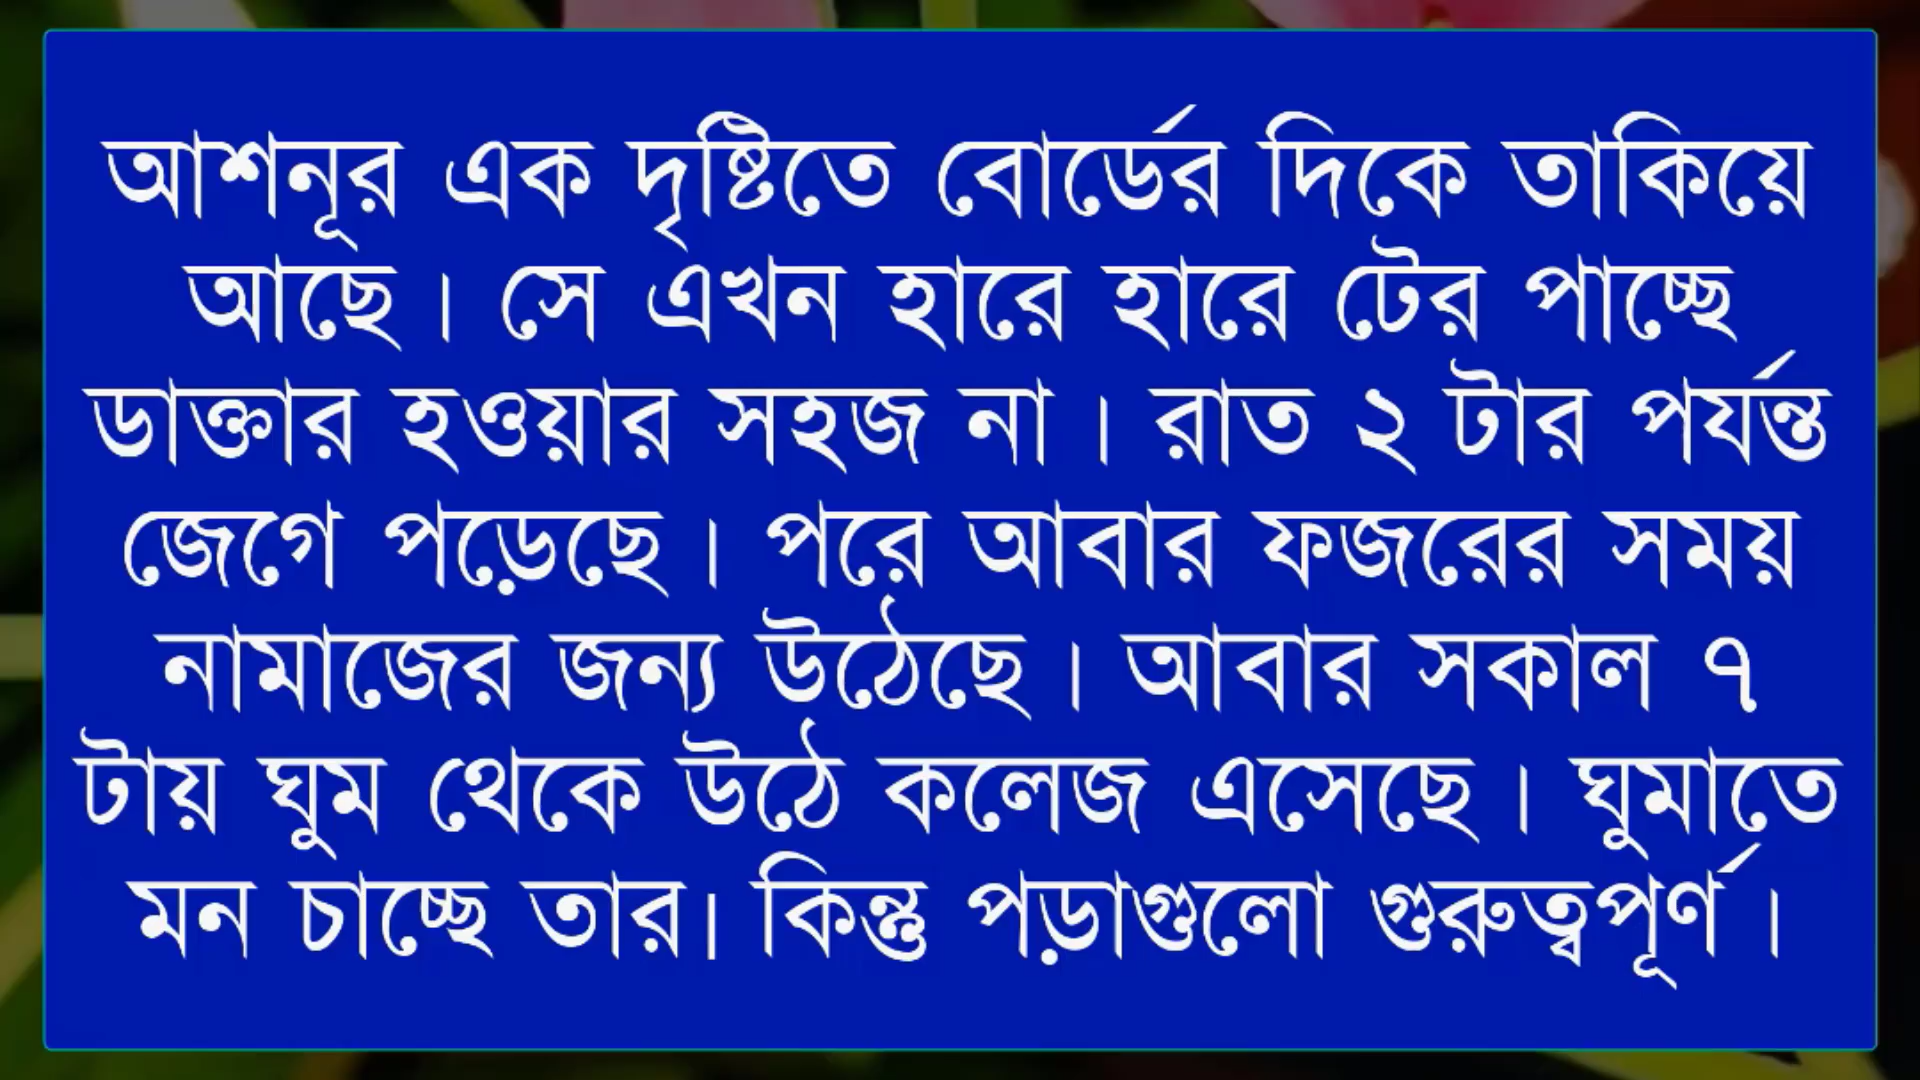 আশনূর এক দৃষ্টিতে বোর্ডের দিকে তাকিয়ে
আছে । সে এখন হারে হারে টের পাচ্ছে
ডাক্তার হওয়ার সহজ না । রাত ২ টার পর্যন্ত
জেগে পড়েছে । পরে আবার ফজরের সময়
নামাজের জন্য উঠেছে । আবার সকাল ৭
টায় ঘুম থেকে উঠে কলেজ এসেছে । ঘুমাতে
মন চাচ্ছে তার। কিন্তু পড়াগুলো গুরুত্বপূর্ণ ।